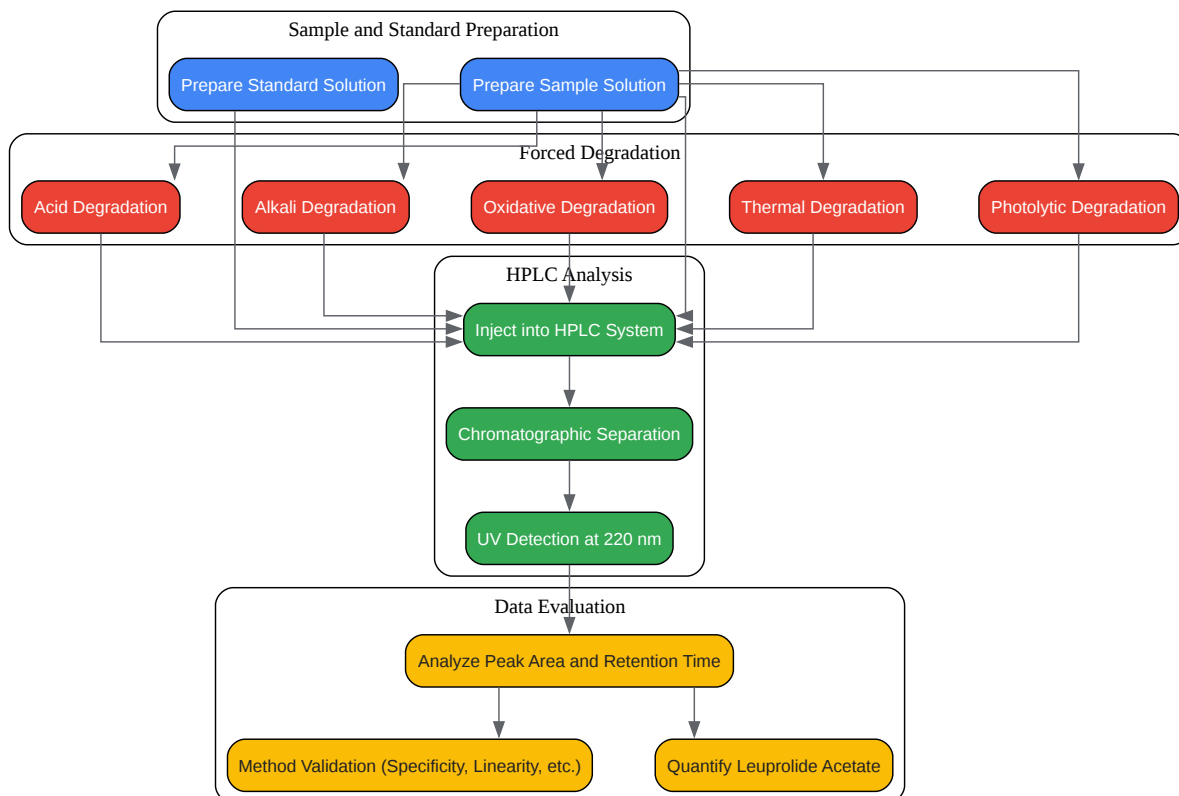 Sample and Standard Preparation
Prepare Standard Solution
Prepare Sample Solution
Forced Degradation
Acid Degradation
Alkali Degradation
Oxidative Degradation
Thermal Degradation
Photolytic Degradation
HPLC Analysis
Inject into HPLC System
Chromatographic Separation
UV Detection at 220 nm
Data Evaluation
Analyze Peak Area and Retention Time
Method Validation (Specificity, Linearity, etc.)
Quantify Leuprolide Acetate